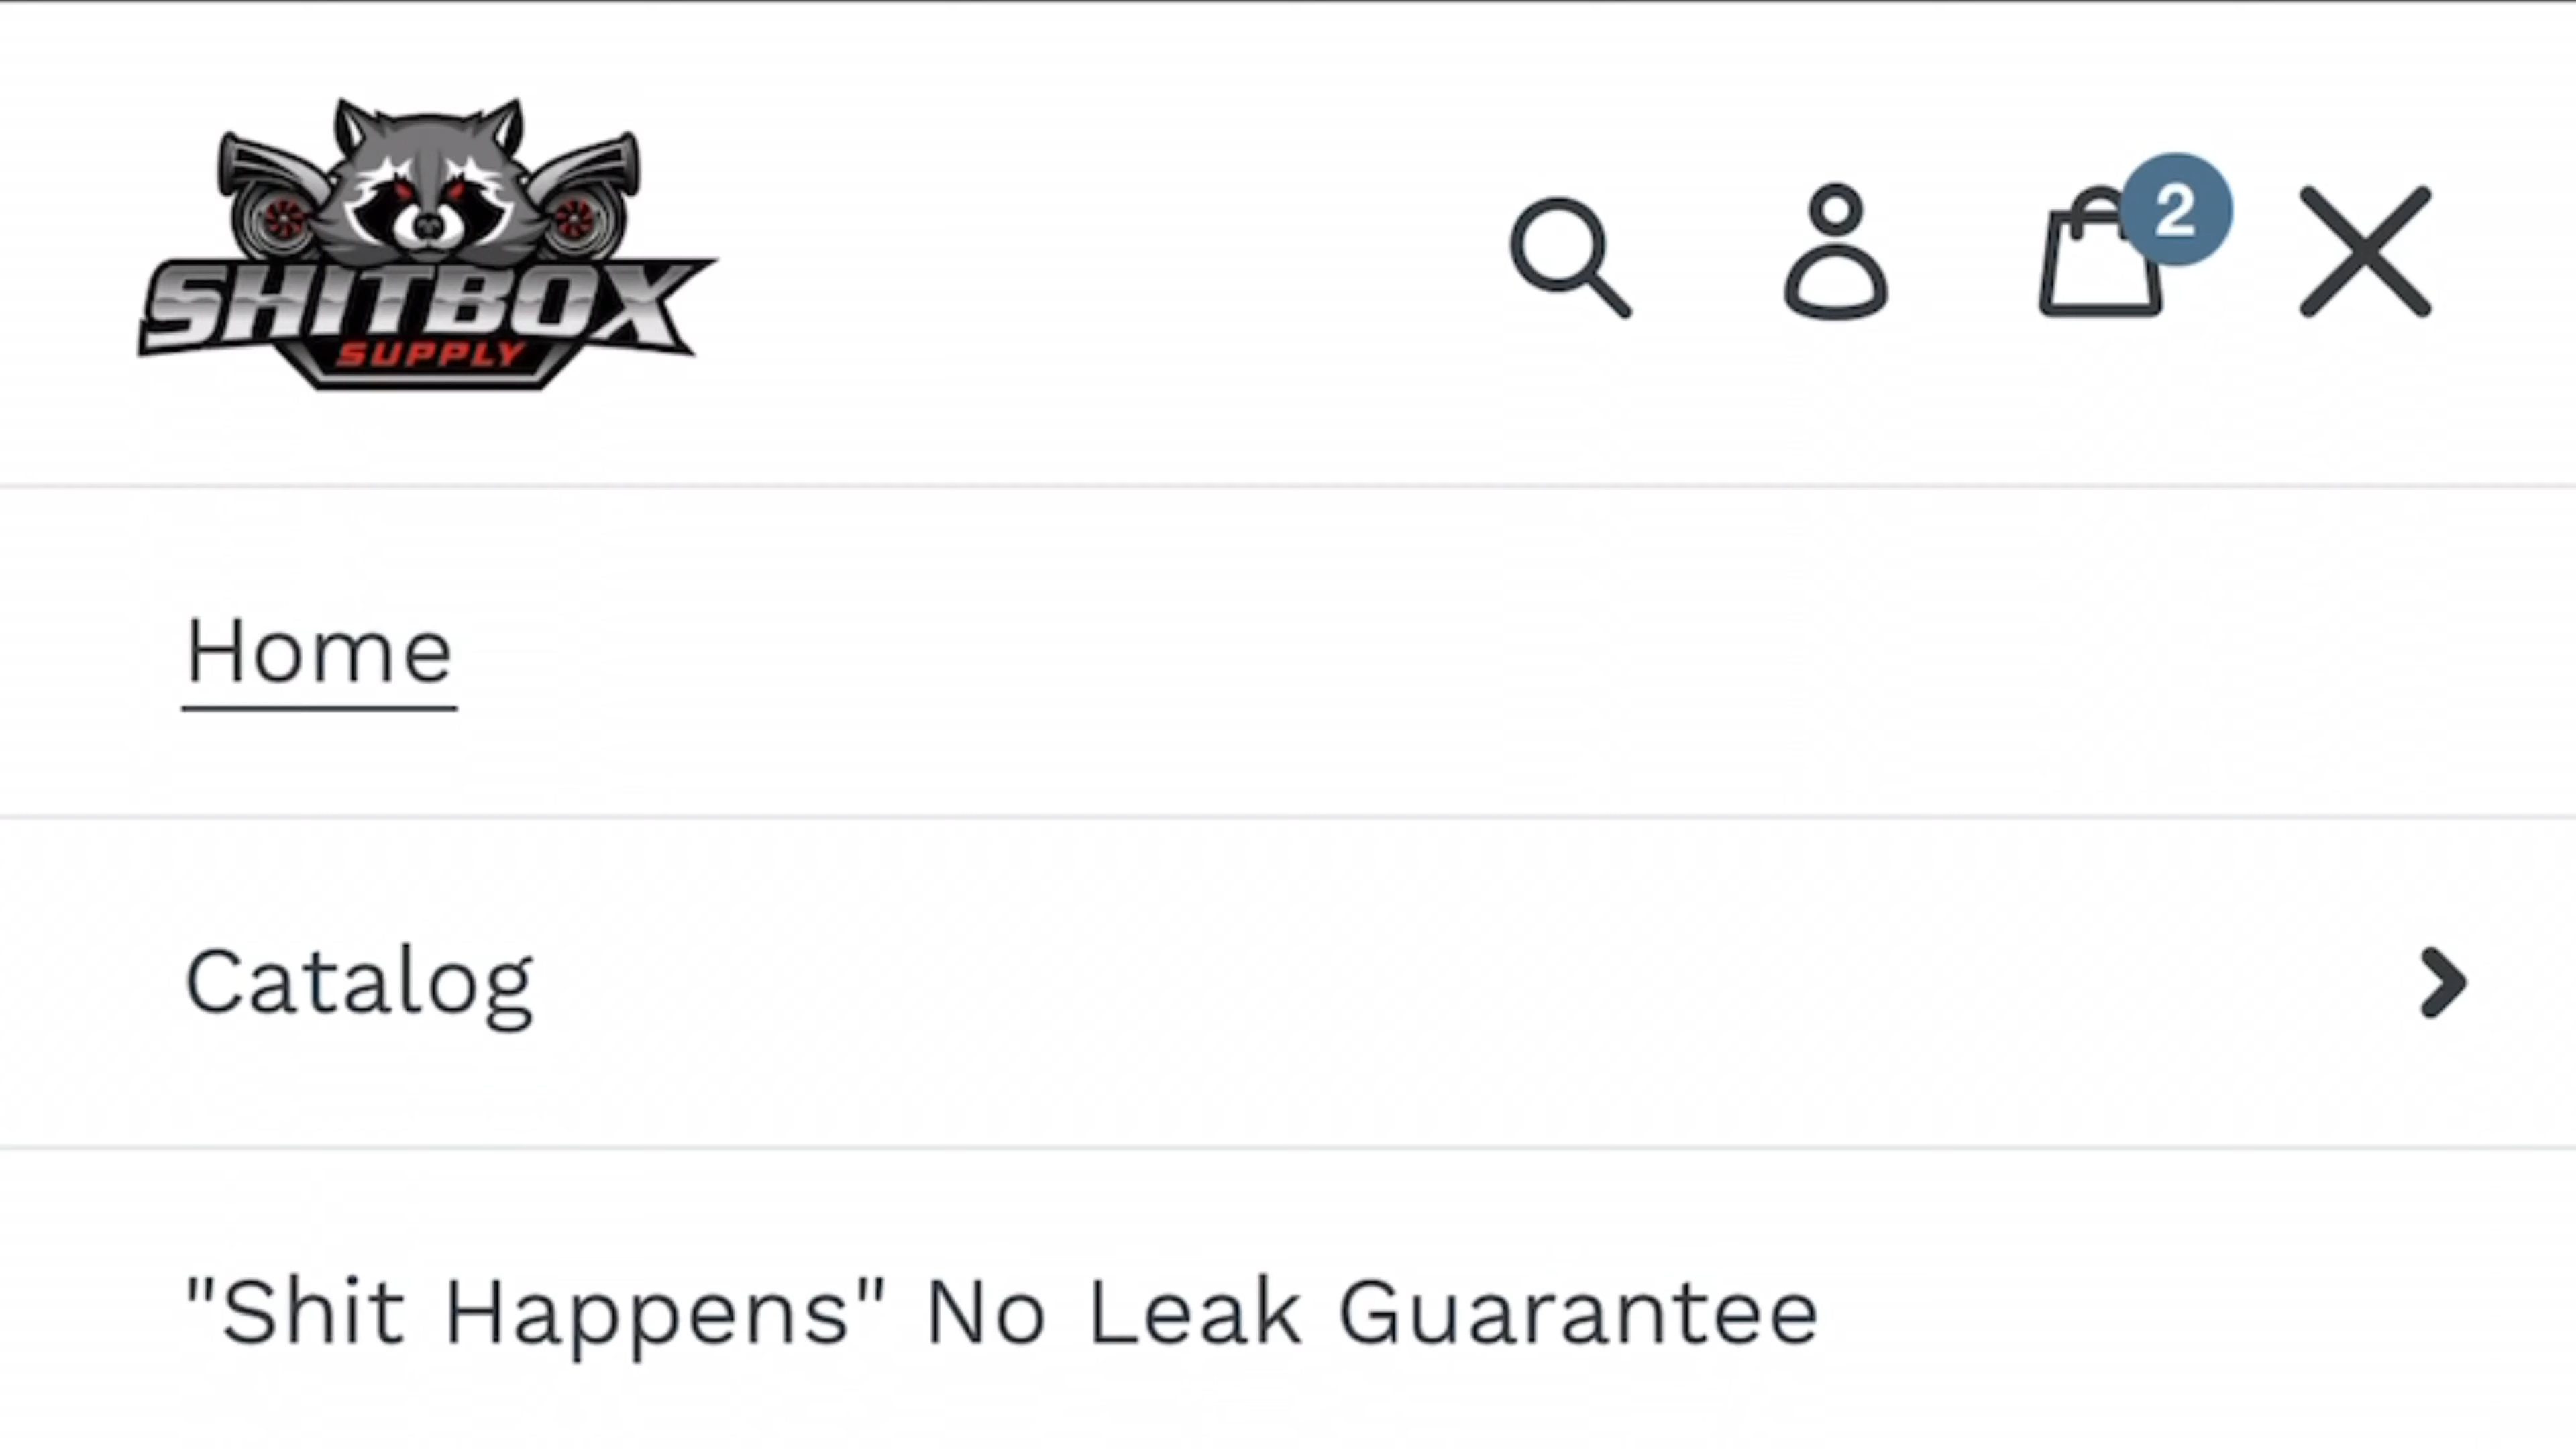 SHITBOX
SUPPLY
2
Home
Catalog
"Shit Happens" No Leak Guarantee